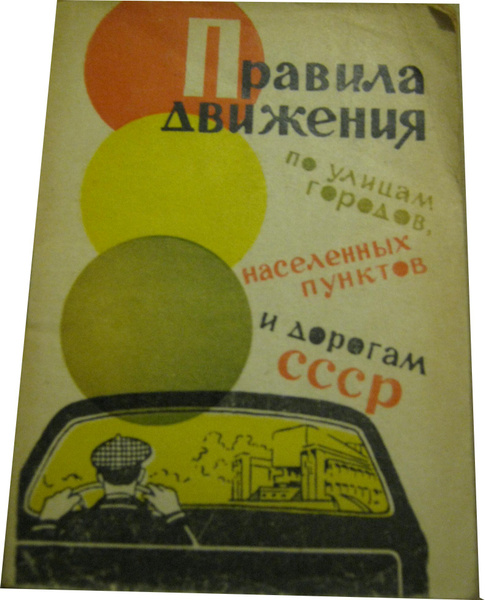 Правила
движения
по улицам
городов,
населенных
пунктов
и дорогам
СССР